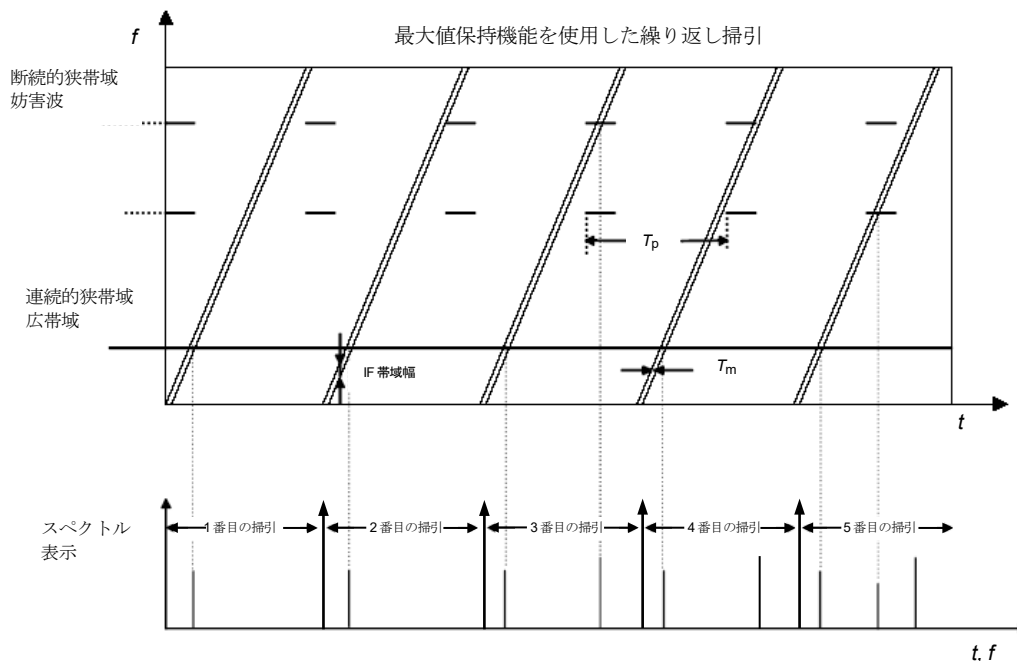 f
最大値保持機能を使用した繰り返し掃引
断続的狭帯域
妨害波
Tp
連続的狭帯域
広帯域
IF 帯域幅
Tm
t
スペクトル
表示
1 番目の掃引
2 番目の掃引
3 番目の掃引
4 番目の掃引
5 番目の掃引
t, f